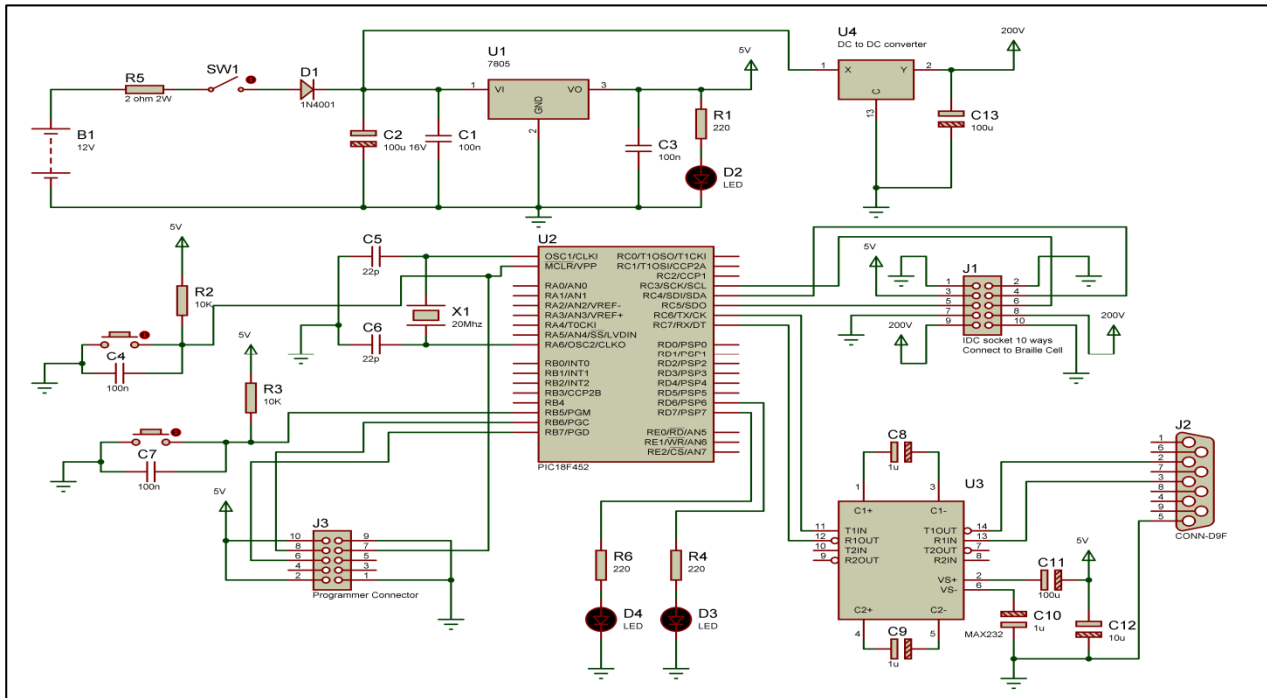 R5
2 ohm 2W
SW1
D1
1N4001
B1
12V
C2
100u 16V
C1
100n
U1
7805
1 VI VO 3
GND
2
C3
100n
5V
R1
220
D2
LED
U4
DC to DC converter
1 X Y 2
C
13
200V
C13
100u
5V
R2
10K
C4
100n
5V
R3
10K
C7
100n
C5
22p
C6
22p
X1
20Mhz
U2
OSC1/CLKI
MCLR/VPP
RA0/AN0
RA1/AN1
RA2/AN2/VREF-
RA3/AN3/VREF+
RA4/T0CKI
RA5/AN4/SS/LVDIN
RA6/OSC2/CLKO
RB0/INT0
RB1/INT1
RB2/INT2
RB3/CCP2B
RB4
RB5/PGM
RB6/PGC
RB7/PGD
RC0/T1OSO/T1CKI
RC1/T1OSI/CCP2A
RC2/CCP1
RC3/SCK/SCL
RC4/SDI/SDA
RC5/SDO
RC6/TX/CK
RC7/RX/DT
RD0/PSP0
RD1/PSP1
RD2/PSP2
RD3/PSP3
RD4/PSP4
RD5/PSP5
RD6/PSP6
RD7/PSP7
RE0/RD/AN5
RE1/WR/AN6
RE2/CS/AN7
PIC18F452
5V
J1
1 2
3 4
5 6
7 8
9 10
200V
200V
IDC socket 10 ways
Connect to Braille Cell
5V
J3
10 9
8 7
6 5
4 3
2 1
Programmer Connector
R6
220
R4
220
D4
LED
D3
LED
C8
1u
U3
1 3
C1+ C1-
11 T1IN T1OUT 14
12 R1OUT R1IN 13
10 T2IN T2OUT 7
9 R2OUT R2IN 8
VS+ 2
VS- 6
C2+ C2-
4 5
MAX232
C9
1u
C11
100u
C10
1u
5V
C12
10u
J2
1
6
2
7
3
8
4
9
5
CONN-D9F